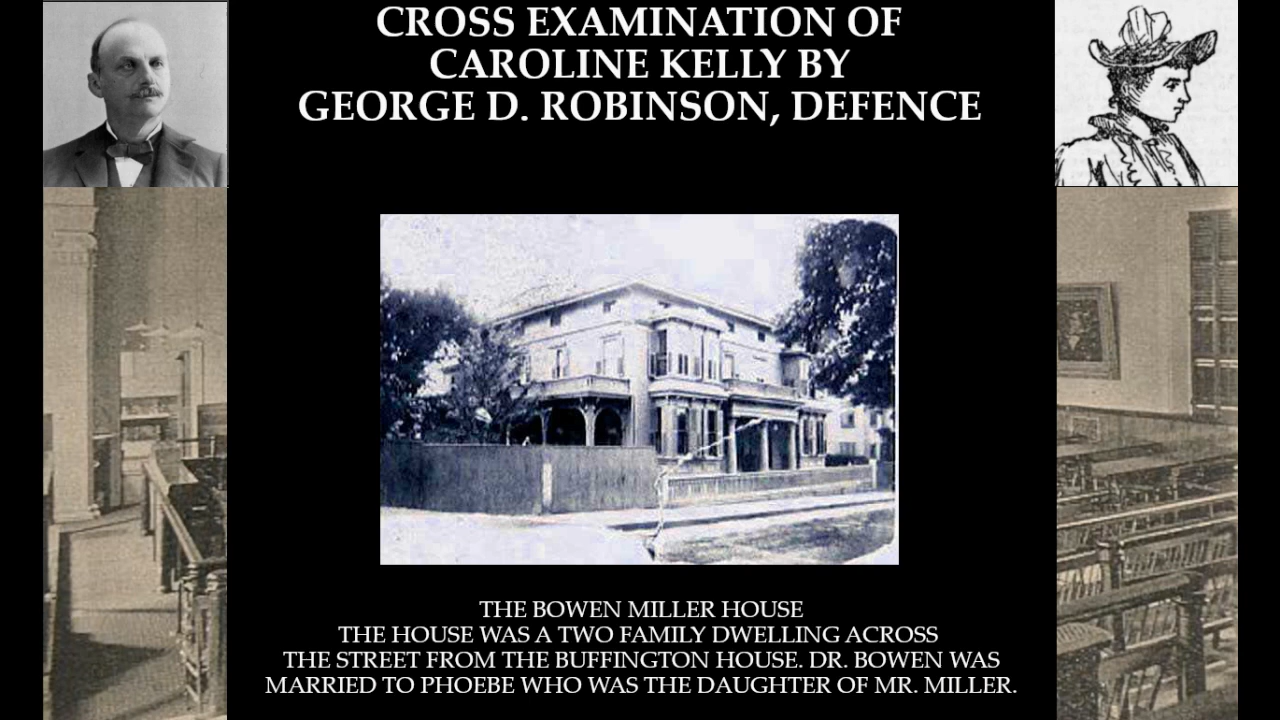 CROSS EXAMINATION OF
CAROLINE KELLY BY
GEORGE D. ROBINSON, DEFENCE
THE BOWEN MILLER HOUSE
THE HOUSE WAS A TWO FAMILY DWELLING ACROSS
THE STREET FROM THE BUFFINGTON HOUSE. DR. BOWEN WAS
MARRIED TO PHOEBE WHO WAS THE DAUGHTER OF MR. MILLER.